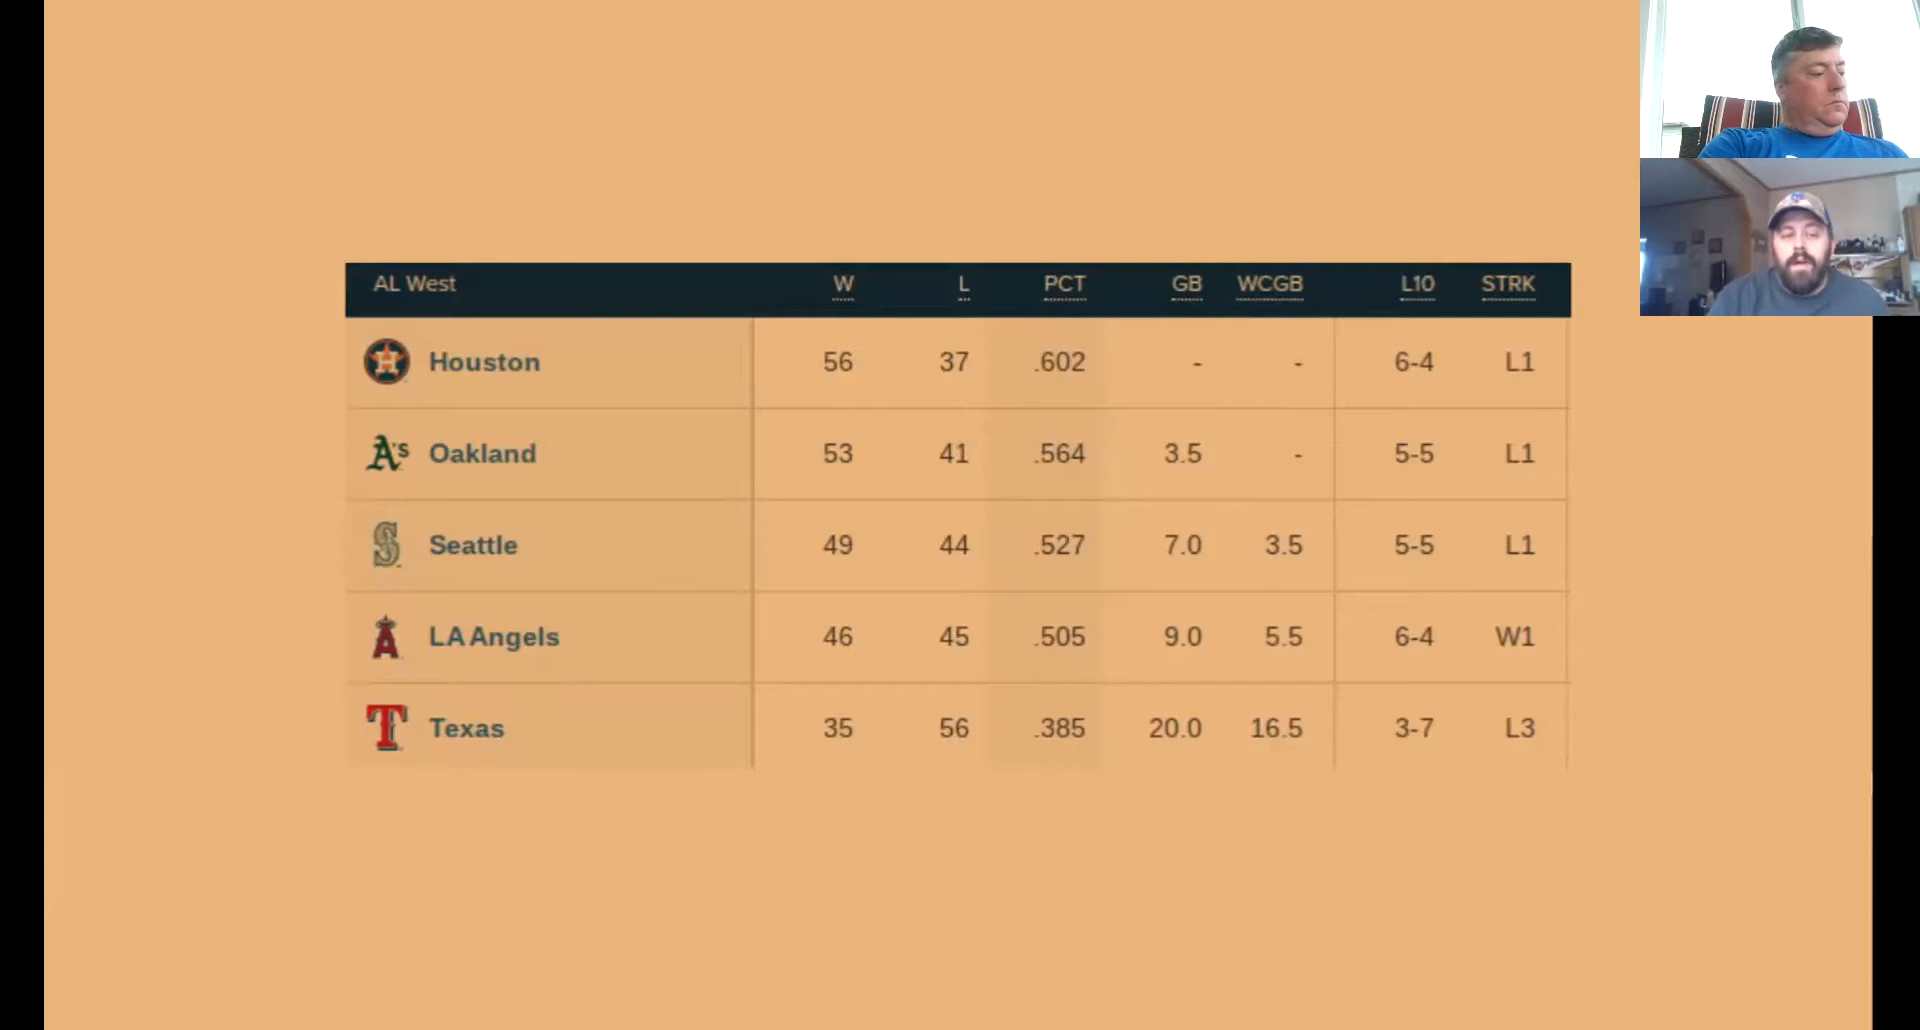 AL West W L PCT GB WCGB L10 STRK
H Houston 56 37 .602 - - 6-4 L1
A's Oakland 53 41 .564 3.5 - 5-5 L1
S Seattle 49 44 .527 7.0 3.5 5-5 L1
A LA Angels 46 45 .505 9.0 5.5 6-4 W1
T Texas 35 56 .385 20.0 16.5 3-7 L3